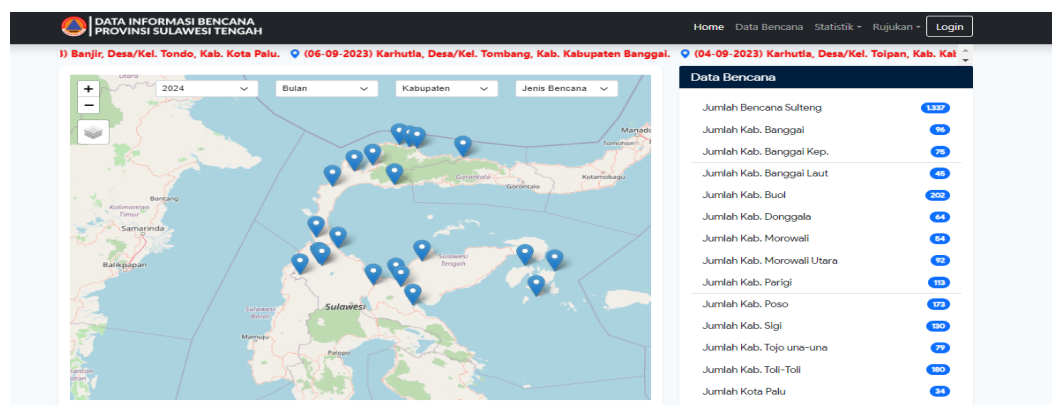 DATA INFORMASI BENCANA
PROVINSI SULAWESI TENGAH
Home Data Bencana Statistik Rujukan Login
3) Banjir, Desa/Kel. Tondo, Kab. Kota Palu. (06-09-2023) Karhutla, Desa/Kel. Tombang, Kab. Kabupaten Banggai. (04-09-2023) Karhutla, Desa/Kel. Toipan, Kab. Kab
+
−
2024 Bulan Kabupaten Jenis Bencana
Utara
Manado
Tomohon
Gorontalo
Gorontalo
Kotamobagu
Bontang
Kalimantan
Timur
Samarinda
Balikpapan
Sulawesi
Tengah
Sulawesi
Sulawesi
Barat
Mamuju
Palopo
Data Bencana
Jumlah Bencana Sulteng 1.337
Jumlah Kab. Banggai 96
Jumlah Kab. Banggai Kep. 75
Jumlah Kab. Banggai Laut 45
Jumlah Kab. Buol 202
Jumlah Kab. Donggala 64
Jumlah Kab. Morowali 54
Jumlah Kab. Morowali Utara 92
Jumlah Kab. Parigi 113
Jumlah Kab. Poso 173
Jumlah Kab. Sigi 130
Jumlah Kab. Tojo una-una 79
Jumlah Kab. Toli-Toli 180
Jumlah Kota Palu 34